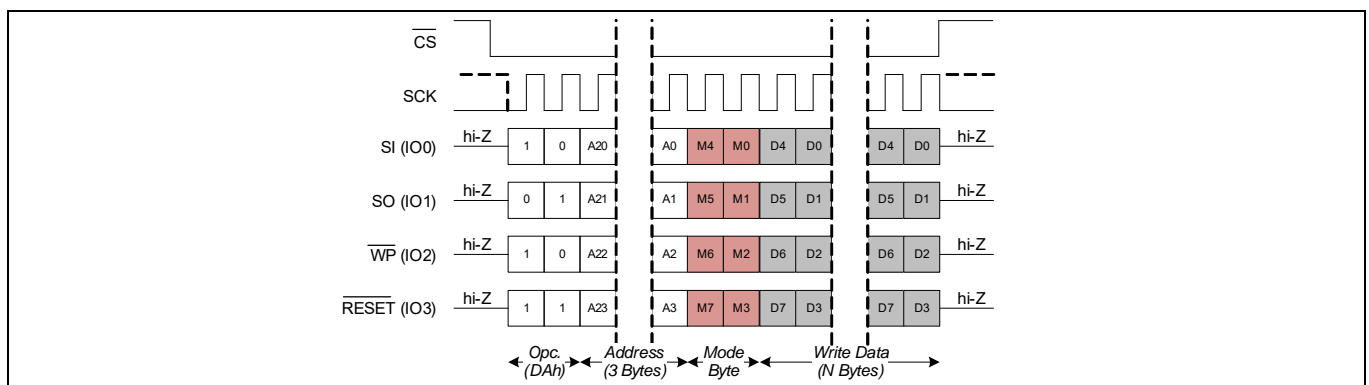 CS
SCK
SI (IO0) hi-Z 1 0 A20 A0 M4 M0 D4 D0 D4 D0 hi-Z
SO (IO1) hi-Z 0 1 A21 A1 M5 M1 D5 D1 D5 D1 hi-Z
WP (IO2) hi-Z 1 0 A22 A2 M6 M2 D6 D2 D6 D2 hi-Z
RESET (IO3) hi-Z 1 1 A23 A3 M7 M3 D7 D3 D7 D3 hi-Z
Opc. Address Mode Write Data
(DAh) (3 Bytes) Byte (N Bytes)